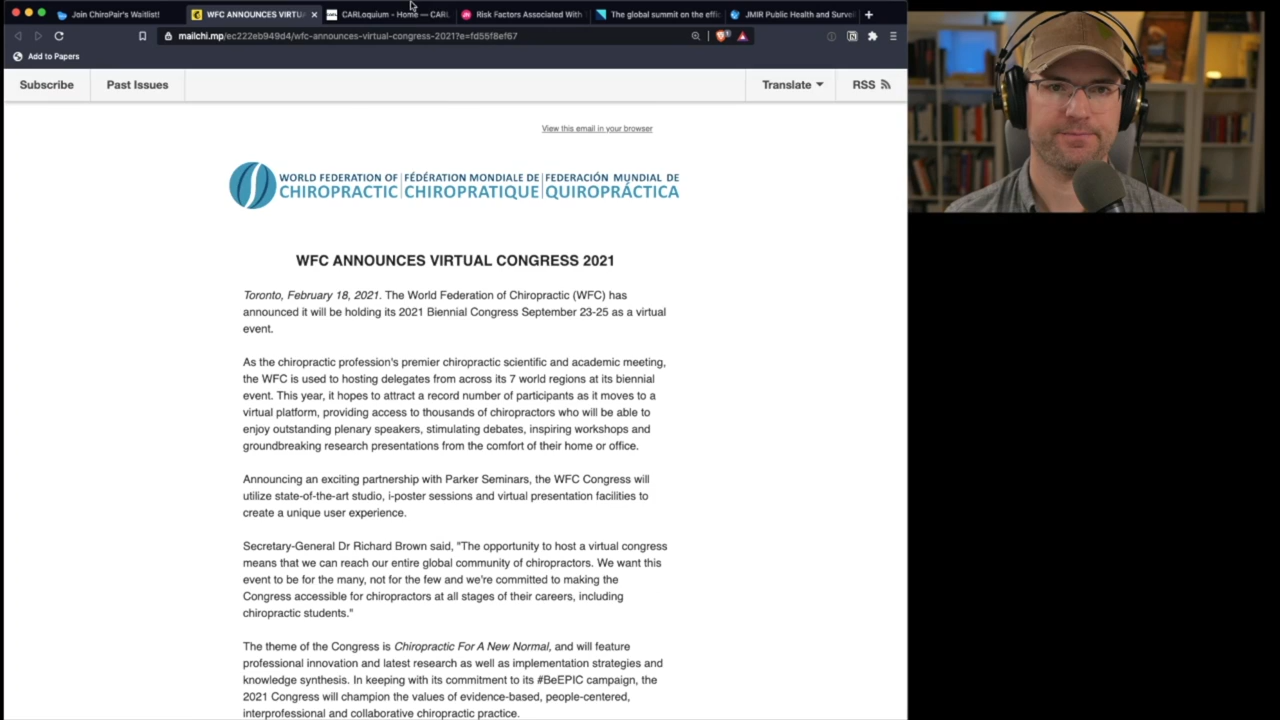 Join ChiroPair's Waitlist!
WFC ANNOUNCES VIRTU
CARLoquium - Home — CARL
Risk Factors Associated With
The global summit on the effic
JMIR Public Health and Surve
mailchi.mp/ec222eb949d4/wfc-announces-virtual-congress-2021?e=fd55f8ef67
Add to Papers
Subscribe
Past Issues
Translate
RSS
View this email in your browser
WORLD FEDERATION OF FÉDÉRATION MONDIALE DE FEDERACIÓN MUNDIAL DE
CHIROPRACTIC CHIROPRATIQUE QUIROPRÁCTICA
WFC ANNOUNCES VIRTUAL CONGRESS 2021
Toronto, February 18, 2021. The World Federation of Chiropractic (WFC) has
announced it will be holding its 2021 Biennial Congress September 23-25 as a virtual
event.
As the chiropractic profession's premier chiropractic scientific and academic meeting,
the WFC is used to hosting delegates from across its 7 world regions at its biennial
event. This year, it hopes to attract a record number of participants as it moves to a
virtual platform, providing access to thousands of chiropractors who will be able to
enjoy outstanding plenary speakers, stimulating debates, inspiring workshops and
groundbreaking research presentations from the comfort of their home or office.
Announcing an exciting partnership with Parker Seminars, the WFC Congress will
utilize state-of-the-art studio, i-poster sessions and virtual presentation facilities to
create a unique user experience.
Secretary-General Dr Richard Brown said, "The opportunity to host a virtual congress
means that we can reach our entire global community of chiropractors. We want this
event to be for the many, not for the few and we're committed to making the
Congress accessible for chiropractors at all stages of their careers, including
chiropractic students."
The theme of the Congress is Chiropractic For A New Normal, and will feature
professional innovation and latest research as well as implementation strategies and
knowledge synthesis. In keeping with its commitment to its #BeEPIC campaign, the
2021 Congress will champion the values of evidence-based, people-centered,
interprofessional and collaborative chiropractic practice.